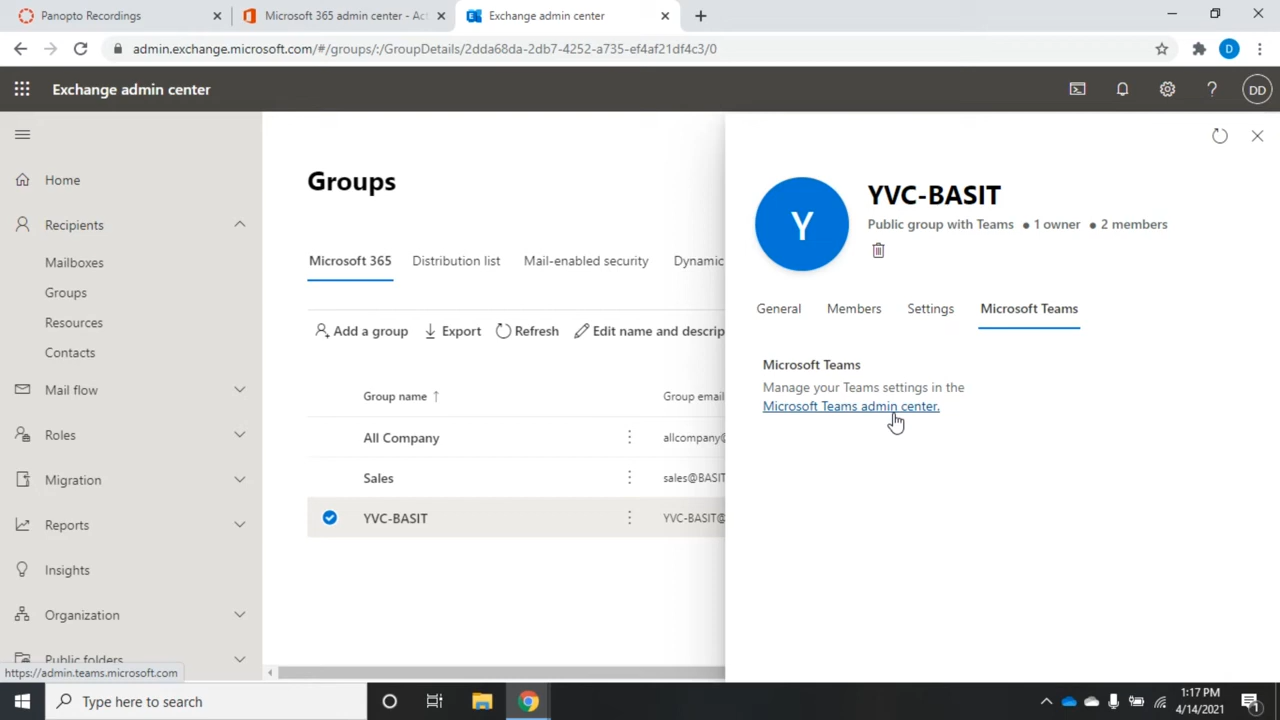 Panopto Recordings
Microsoft 365 admin center - Act
Exchange admin center
admin.exchange.microsoft.com/#/groups/:/GroupDetails/2dda68da-2db7-4252-a735-ef4af21df4c3/0
D
Exchange admin center
?
DD
Home
Recipients
Mailboxes
Groups
Resources
Contacts
Mail flow
Roles
Migration
Reports
Insights
Organization
Public folders
https://admin.teams.microsoft.com
Groups
Microsoft 365 Distribution list Mail-enabled security Dynamic
Add a group Export Refresh Edit name and descrip
Group name ↑ Group email
All Company allcompany@
Sales sales@BASIT
YVC-BASIT YVC-BASIT@
Y
YVC-BASIT
Public group with Teams • 1 owner • 2 members
General Members Settings Microsoft Teams
Microsoft Teams
Manage your Teams settings in the
Microsoft Teams admin center.
Type here to search
1:17 PM
4/14/2021
1